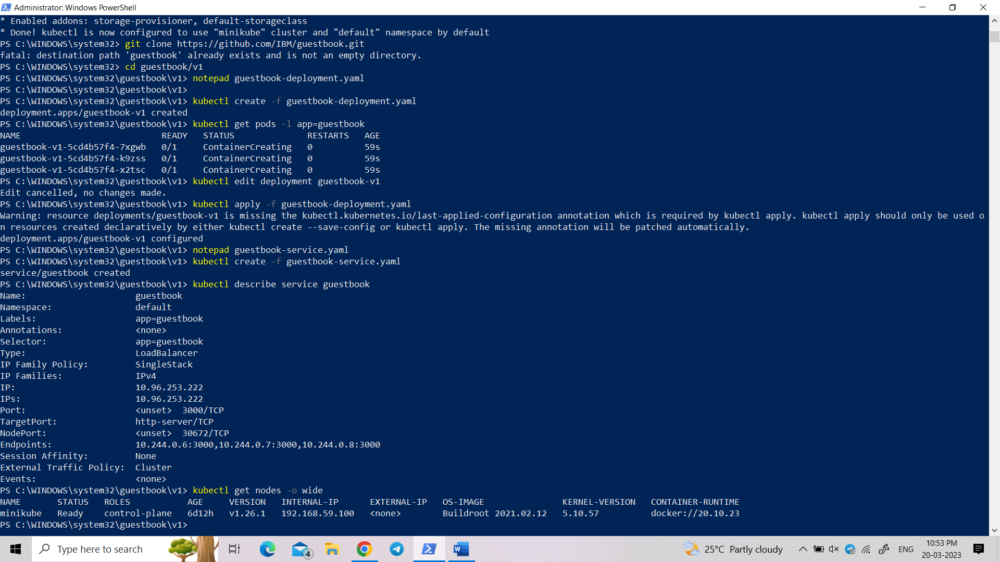 Administrator: Windows PowerShell
* Enabled addons: storage-provisioner, default-storageclass
* Done! kubectl is now configured to use "minikube" cluster and "default" namespace by default
PS C:\WINDOWS\system32> git clone https://github.com/IBM/guestbook.git
fatal: destination path 'guestbook' already exists and is not an empty directory.
PS C:\WINDOWS\system32> cd guestbook/v1
PS C:\WINDOWS\system32\guestbook\v1> notepad guestbook-deployment.yaml
PS C:\WINDOWS\system32\guestbook\v1>
PS C:\WINDOWS\system32\guestbook\v1> kubectl create -f guestbook-deployment.yaml
deployment.apps/guestbook-v1 created
PS C:\WINDOWS\system32\guestbook\v1> kubectl get pods -l app=guestbook
NAME                           READY   STATUS              RESTARTS   AGE
guestbook-v1-5cd4b57f4-7xgwb   0/1     ContainerCreating   0          59s
guestbook-v1-5cd4b57f4-k9zss   0/1     ContainerCreating   0          59s
guestbook-v1-5cd4b57f4-x2tsc   0/1     ContainerCreating   0          59s
PS C:\WINDOWS\system32\guestbook\v1> kubectl edit deployment guestbook-v1
Edit cancelled, no changes made.
PS C:\WINDOWS\system32\guestbook\v1> kubectl apply -f guestbook-deployment.yaml
Warning: resource deployments/guestbook-v1 is missing the kubectl.kubernetes.io/last-applied-configuration annotation which is required by kubectl apply. kubectl apply should only be used o
n resources created declaratively by either kubectl create --save-config or kubectl apply. The missing annotation will be patched automatically.
deployment.apps/guestbook-v1 configured
PS C:\WINDOWS\system32\guestbook\v1> notepad guestbook-service.yaml
PS C:\WINDOWS\system32\guestbook\v1> kubectl create -f guestbook-service.yaml
service/guestbook created
PS C:\WINDOWS\system32\guestbook\v1> kubectl describe service guestbook
Name:                     guestbook
Namespace:                default
Labels:                   app=guestbook
Annotations:              <none>
Selector:                 app=guestbook
Type:                     LoadBalancer
IP Family Policy:         SingleStack
IP Families:              IPv4
IP:                       10.96.253.222
IPs:                      10.96.253.222
Port:                     <unset>  3000/TCP
TargetPort:               http-server/TCP
NodePort:                 <unset>  30672/TCP
Endpoints:                10.244.0.6:3000,10.244.0.7:3000,10.244.0.8:3000
Session Affinity:         None
External Traffic Policy:  Cluster
Events:                   <none>
PS C:\WINDOWS\system32\guestbook\v1> kubectl get nodes -o wide
NAME       STATUS   ROLES           AGE     VERSION   INTERNAL-IP      EXTERNAL-IP   OS-IMAGE               KERNEL-VERSION   CONTAINER-RUNTIME
minikube   Ready    control-plane   6d12h   v1.26.1   192.168.59.100   <none>        Buildroot 2021.02.12   5.10.57          docker://20.10.23
PS C:\WINDOWS\system32\guestbook\v1>
Type here to search
4
25°C Partly cloudy
ENG
10:53 PM
20-03-2023